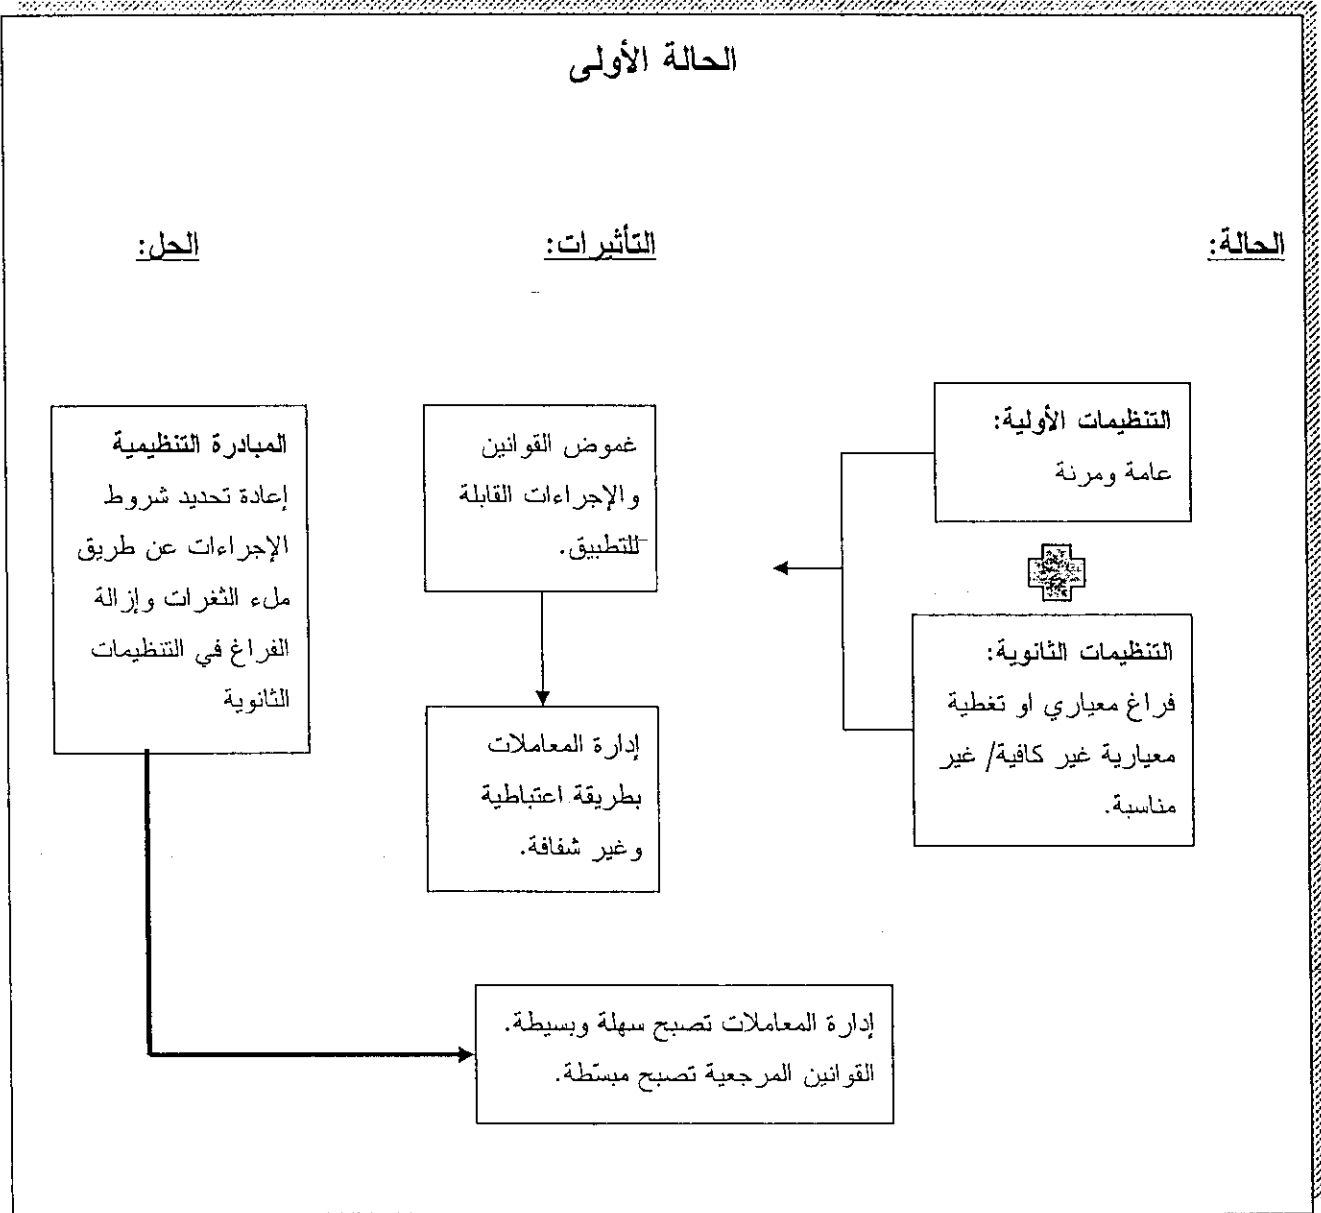 الحالة الأولى
الحالة:
التأثيرات:
الحل:
التنظيمات الأولية:
عامة ومرنة
التنظيمات الثانوية:
فراغ معياري او تغطية
معيارية غير كافية/ غير
مناسبة.
غموض القوانين
والإجراءات القابلة
للتطبيق.
إدارة المعاملات
بطريقة اعتباطية
وغير شفافة.
المبادرة التنظيمية
إعادة تحديد شروط
الإجراءات عن طريق
ملء الثغرات وإزالة
الفراغ في التنظيمات
الثانوية
إدارة المعاملات تصبح سهلة وبسيطة.
القوانين المرجعية تصبح مبسّطة.